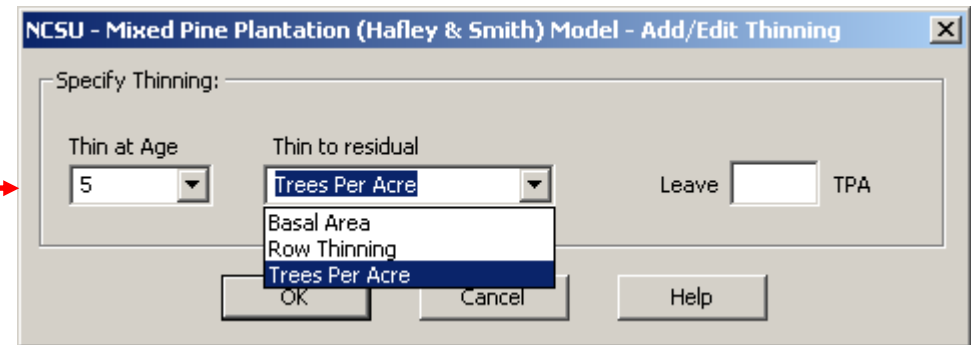 NCSU - Mixed Pine Plantation (Hafley & Smith) Model - Add/Edit Thinning
Specify Thinning:
Thin at Age Thin to residual
5 Trees Per Acre Leave TPA
Basal Area
Row Thinning
Trees Per Acre
OK Cancel Help